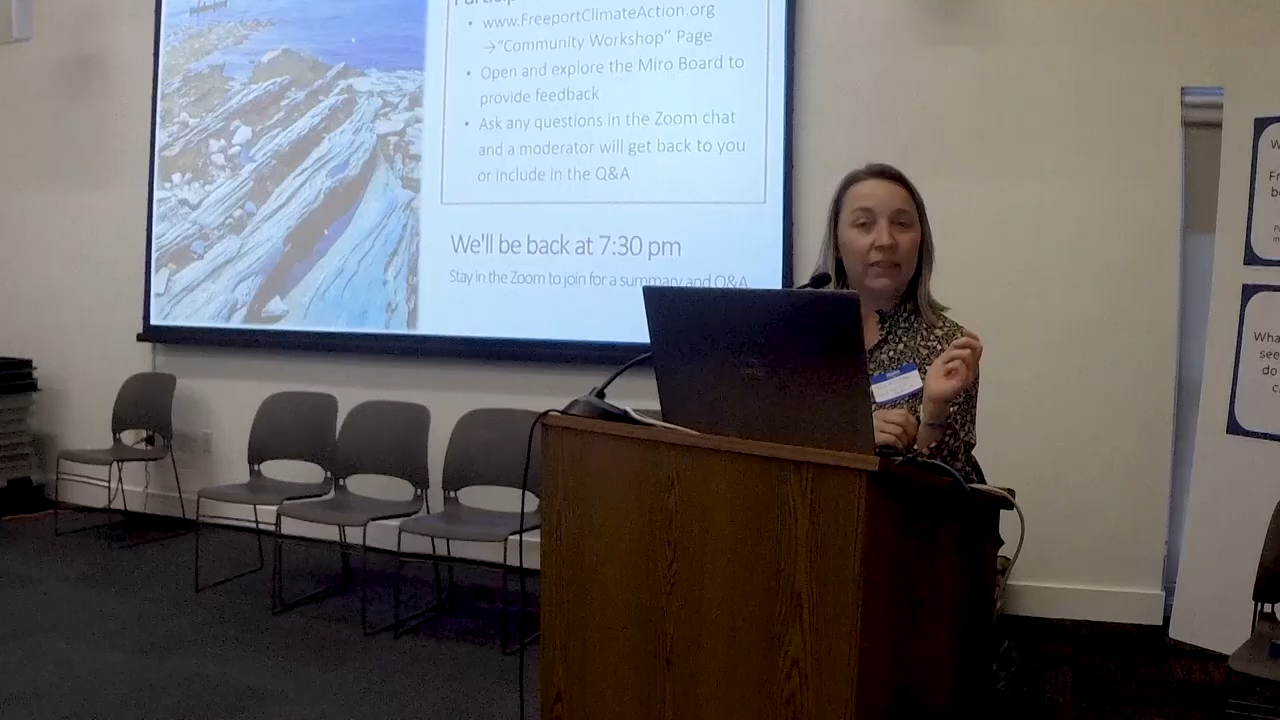 • www.FreeportClimateAction.org
→"Community Workshop" Page
• Open and explore the Miro Board to
provide feedback
• Ask any questions in the Zoom chat
and a moderator will get back to you
or include in the Q&A
We'll be back at 7:30 pm
Stay in the Zoom to join for a summary and Q&A